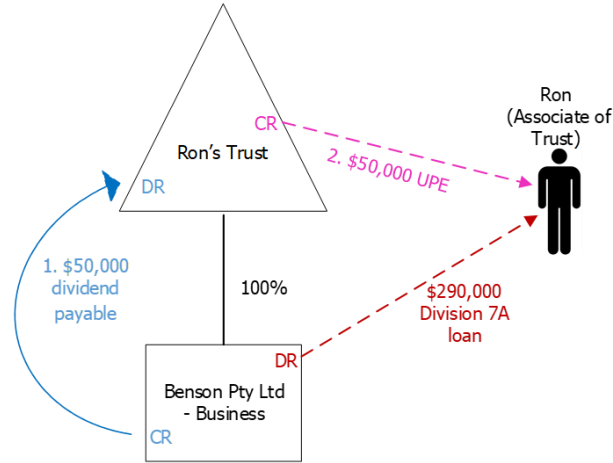 Ron
(Associate of
Trust)
CR
Ron's Trust
2. $50,000 UPE
DR
1. $50,000
dividend
payable
100%
$290,000
Division 7A
loan
DR
Benson Pty Ltd
- Business
CR